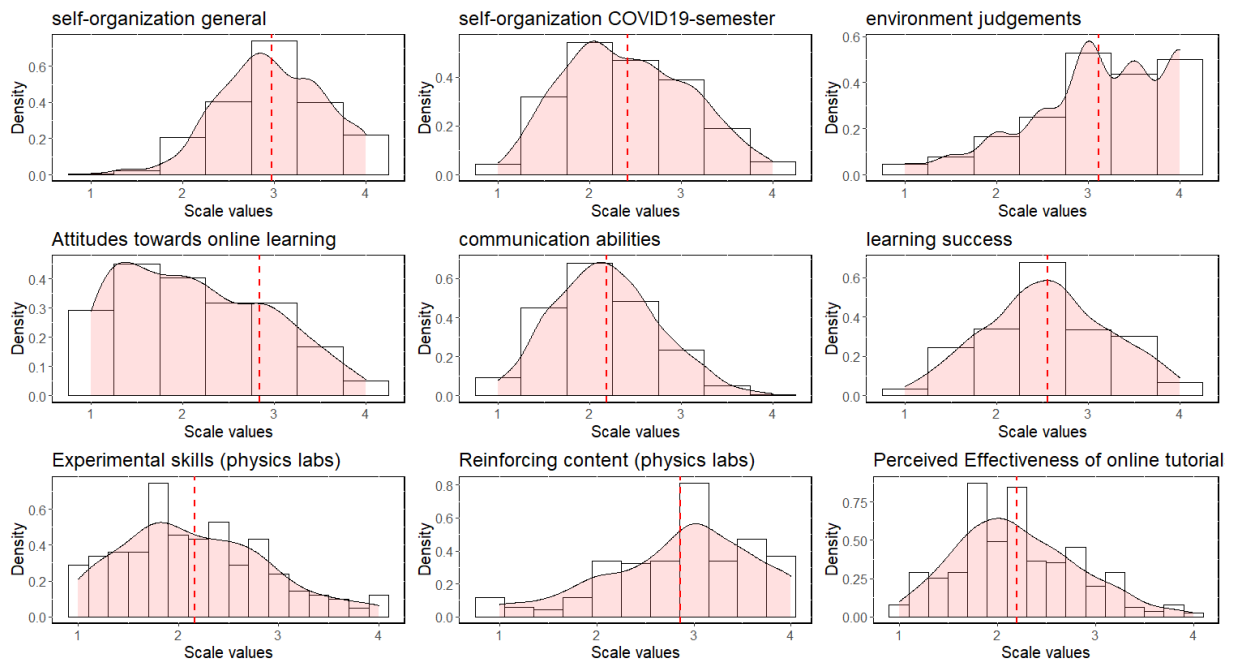 self-organization general
self-organization COVID19-semester
environment judgements
Density
0.6
0.4
0.2
0.0
1 2 3 4
Scale values
Density
0.4
0.2
0.0
1 2 3 4
Scale values
Density
0.6
0.4
0.2
0.0
1 2 3 4
Scale values
Attitudes towards online learning
communication abilities
learning success
Density
0.4
0.3
0.2
0.1
0.0
1 2 3 4
Scale values
Density
0.6
0.4
0.2
0.0
1 2 3 4
Scale values
Density
0.6
0.4
0.2
0.0
1 2 3 4
Scale values
Experimental skills (physics labs)
Reinforcing content (physics labs)
Perceived Effectiveness of online tutorial
Density
0.6
0.4
0.2
0.0
1 2 3 4
Scale values
Density
0.8
0.6
0.4
0.2
0.0
1 2 3 4
Scale values
Density
0.75
0.50
0.25
0.00
1 2 3 4
Scale values